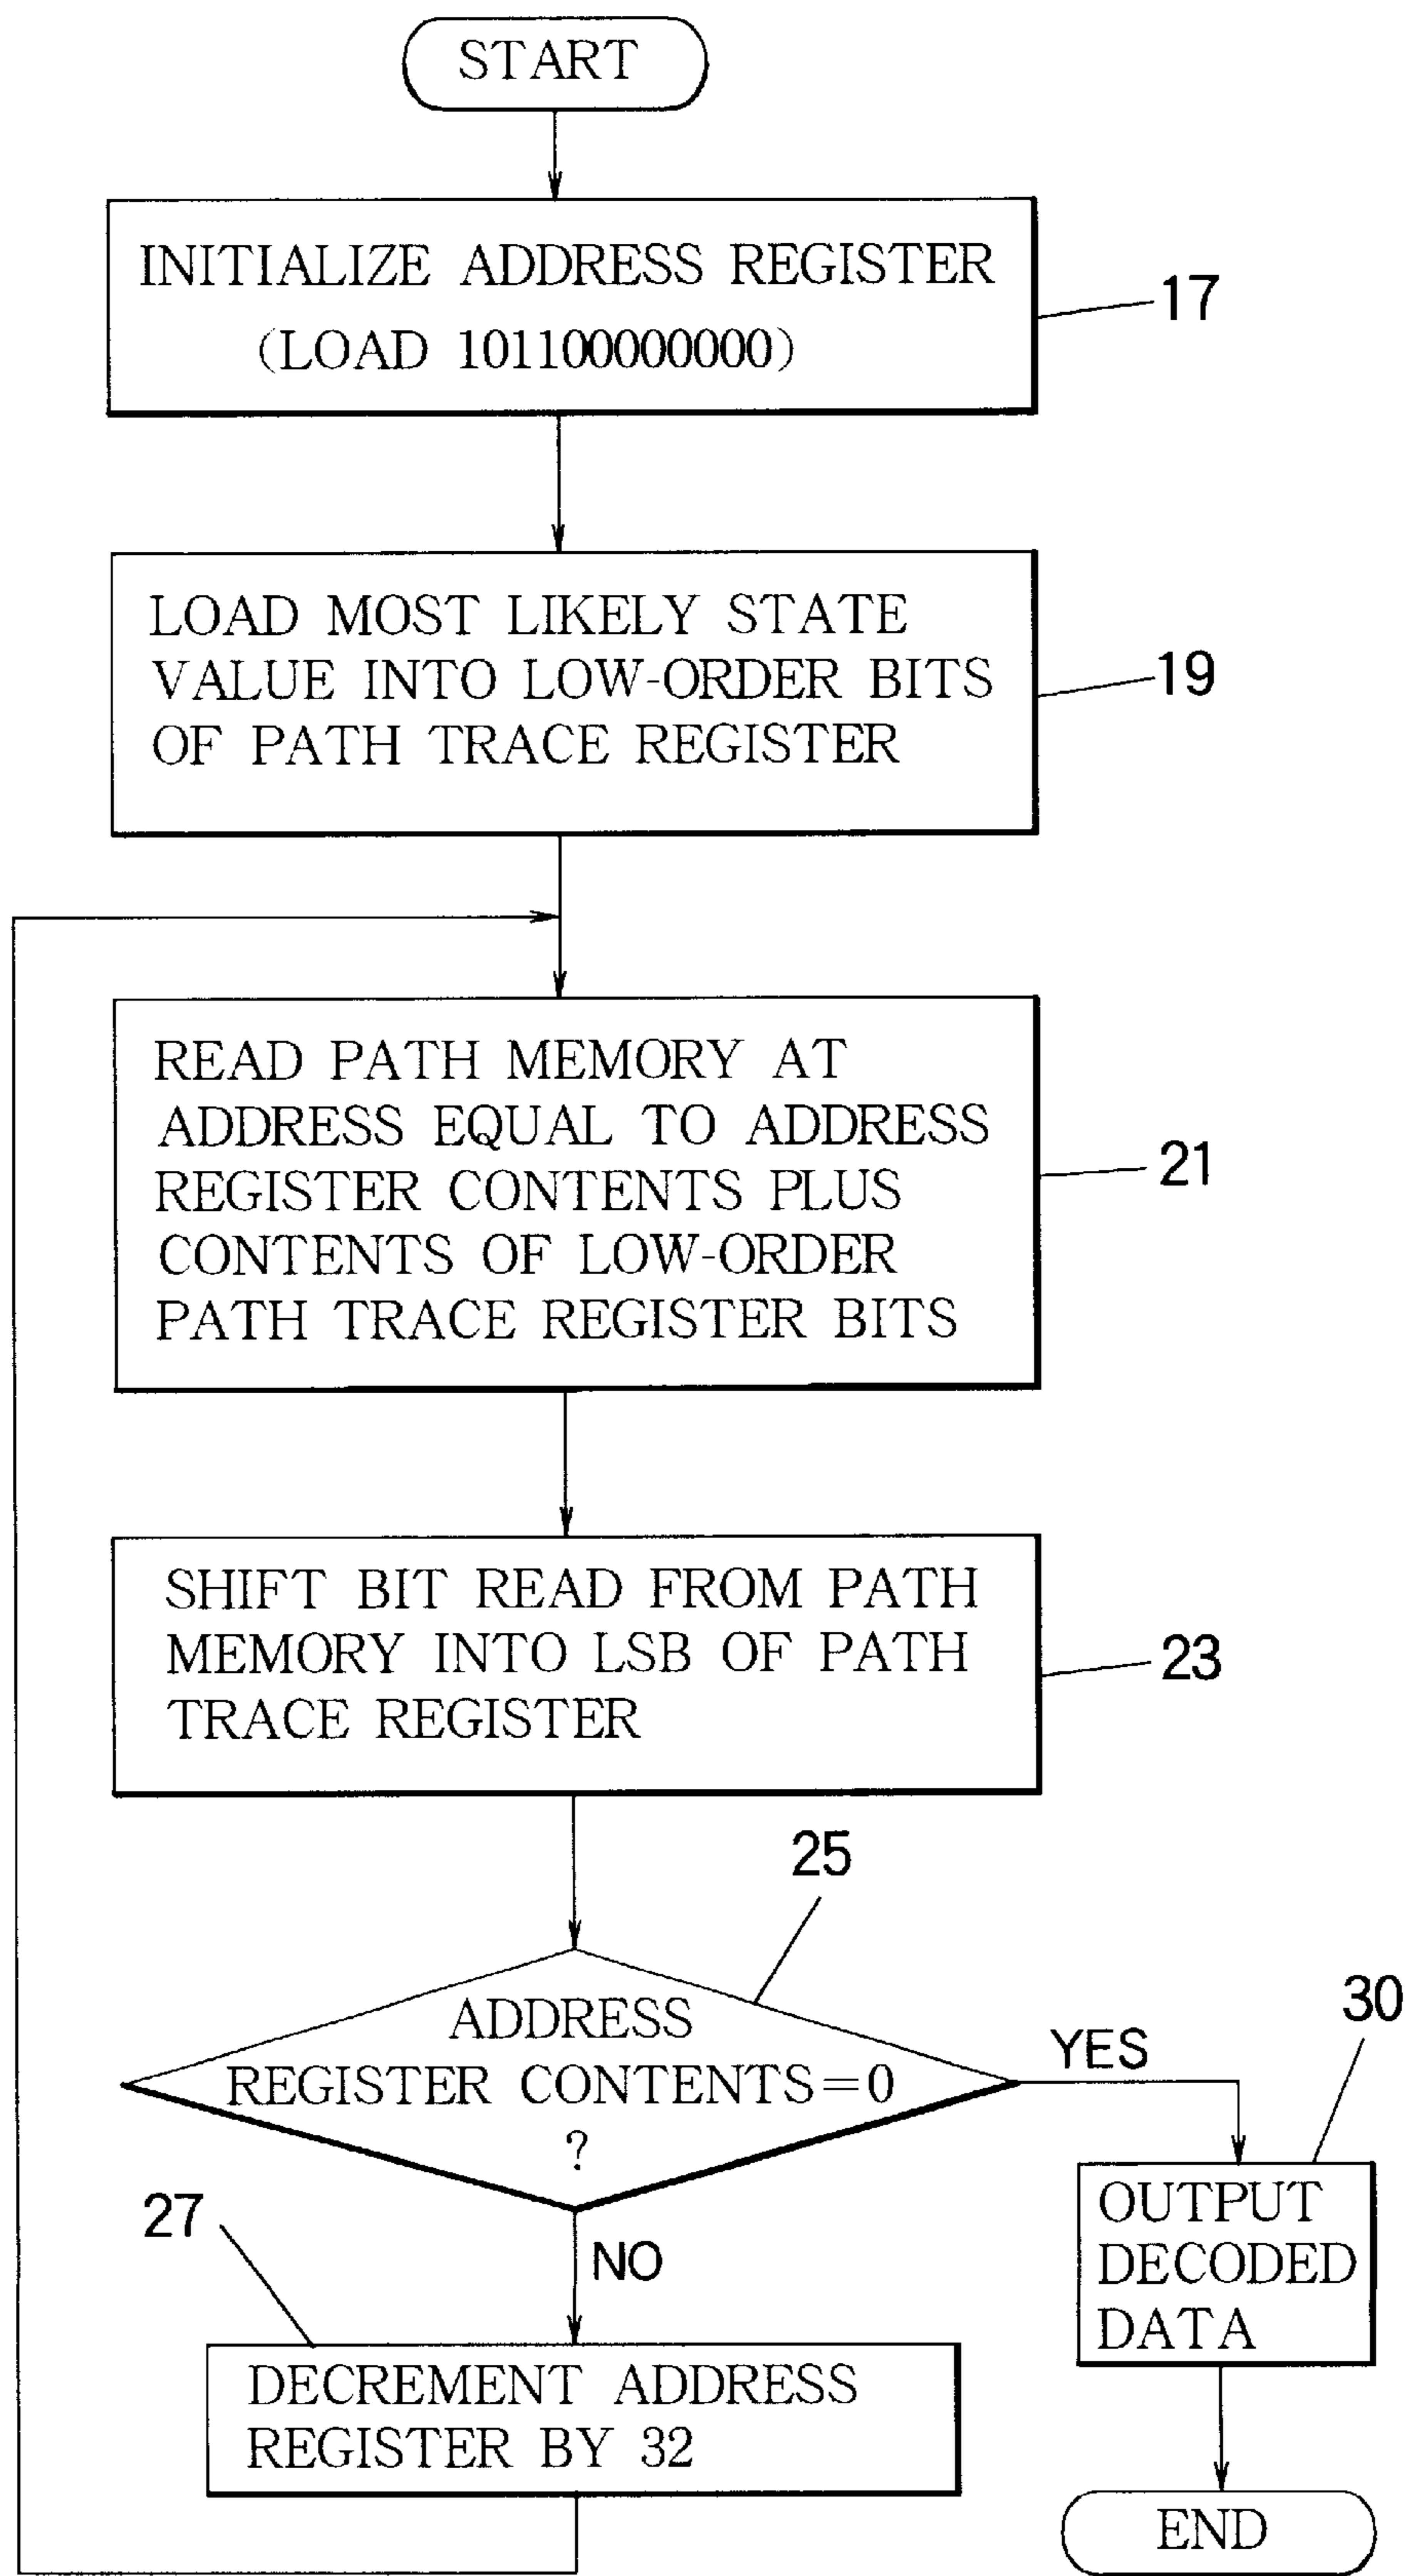 START
INITIALIZE ADDRESS REGISTER
(LOAD 101100000000)
17
LOAD MOST LIKELY STATE
VALUE INTO LOW-ORDER BITS
OF PATH TRACE REGISTER
19
READ PATH MEMORY AT
ADDRESS EQUAL TO ADDRESS
REGISTER CONTENTS PLUS
CONTENTS OF LOW-ORDER
PATH TRACE REGISTER BITS
21
SHIFT BIT READ FROM PATH
MEMORY INTO LSB OF PATH
TRACE REGISTER
23
25
ADDRESS
REGISTER CONTENTS=0
?
YES
30
OUTPUT
DECODED
DATA
27
NO
DECREMENT ADDRESS
REGISTER BY 32
END